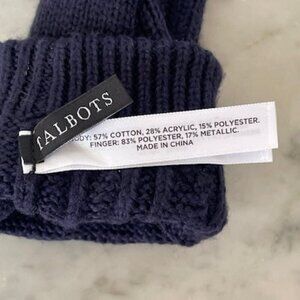 TALBOTS
BODY: 57% COTTON, 28% ACRYLIC, 15% POLYESTER.
FINGER: 83% POLYESTER, 17% METALLIC.
MADE IN CHINA